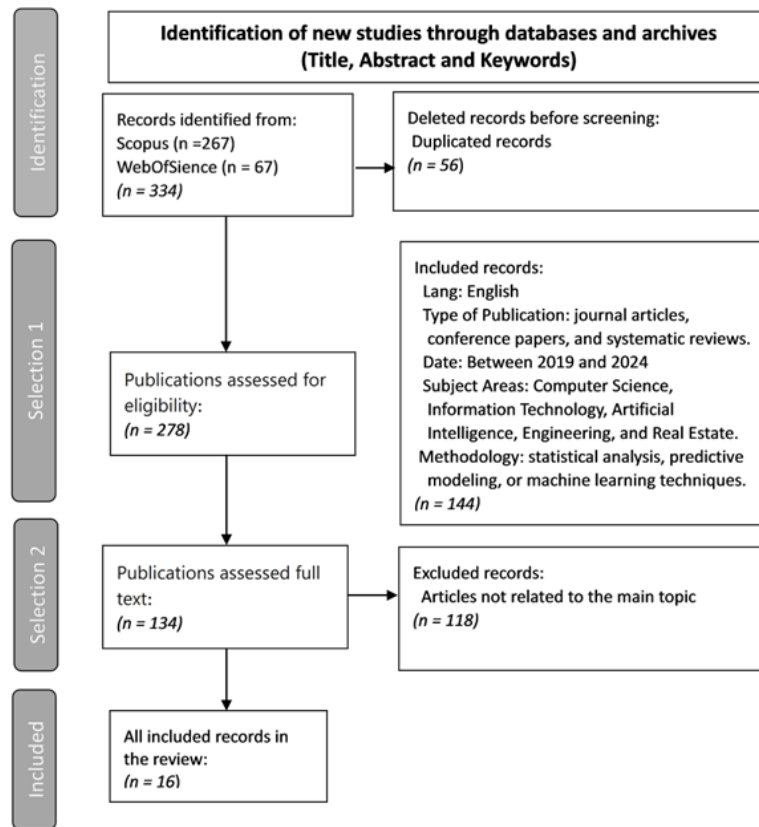 Identification of new studies through databases and archives
(Title, Abstract and Keywords)
Identification
Records identified from:
Scopus (n =267)
WebOfSience (n = 67)
(n = 334)
Deleted records before screening:
Duplicated records
(n = 56)
Selection 1
Publications assessed for
eligibility:
(n = 278)
Included records:
Lang: English
Type of Publication: journal articles,
conference papers, and systematic reviews.
Date: Between 2019 and 2024
Subject Areas: Computer Science,
Information Technology, Artificial
Intelligence, Engineering, and Real Estate.
Methodology: statistical analysis, predictive
modeling, or machine learning techniques.
(n = 144)
Selection 2
Publications assessed full
text:
(n = 134)
Excluded records:
Articles not related to the main topic
(n = 118)
Included
All included records in
the review:
(n = 16)